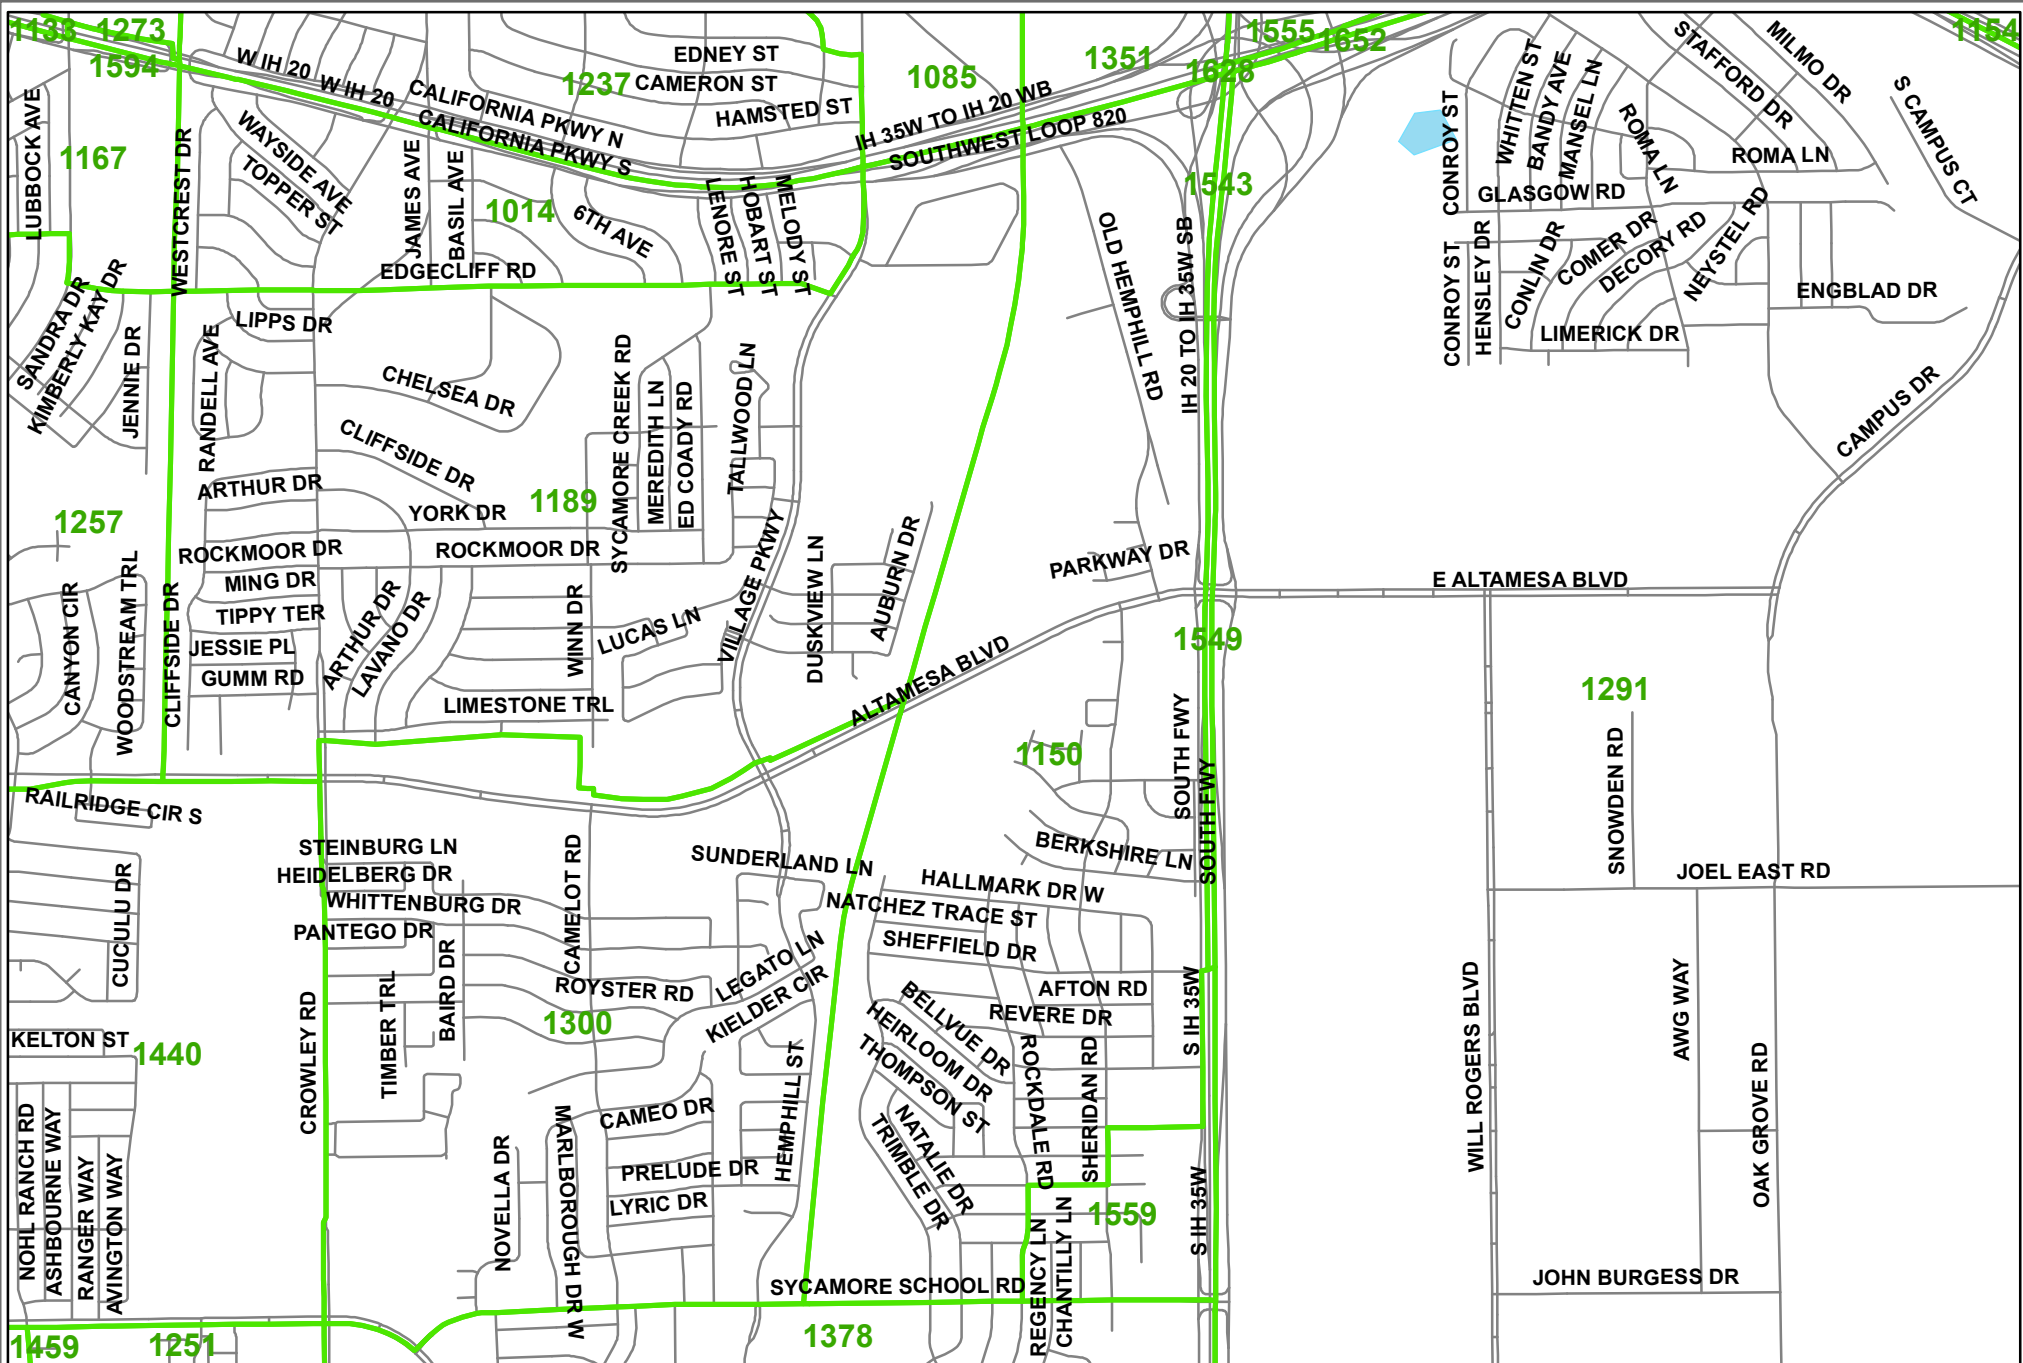 1133
1273
1594
W IH 20
W IH 20
1237
EDNEY ST
CAMERON ST
HAMSTED ST
CALIFORNIA PKWY N
CALIFORNIA PKWY S
1085
1351
1555
1652
1628
IH 35W TO IH 20 WB
SOUTHWEST LOOP 820
WHITTEN ST
BANDY AVE
MANSEL LN
STAFFORD DR
MILMO DR
1154
S CAMPUS CT
LUBBOCK AVE
1167
WESTCREST DR
WAYSIDE AVE
TOPPER ST
JAMES AVE
BASIL AVE
1014
6TH AVE
LENORE ST
HOBART ST
MELODY ST
EDGECLIFF RD
OLD HEMPHILL RD
1543
IH 20 TO IH 35W SB
CONROY ST
ROMA LN
ROMA LN
GLASGOW RD
CONROY ST
HENSLEY DR
CONLIN DR
COMER DR
DECORY RD
NEYSTEL RD
ENGBLAD DR
LIMERICK DR
CAMPUS DR
SANDRA DR
KIMBERLY KAY DR
JENNIE DR
RANDELL AVE
LIPPS DR
CHELSEA DR
CLIFFSIDE DR
SYCAMORE CREEK RD
MEREDITH LN
ED COADY RD
TALLWOOD LN
ARTHUR DR
YORK DR
1189
1257
ROCKMOOR DR
ROCKMOOR DR
MING DR
TIPPY TER
JESSIE PL
GUMM RD
CANYON CIR
WOODSTREAM TRL
CLIFFSIDE DR
ARTHUR DR
LAVANO DR
WINN DR
LUCAS LN
LIMESTONE TRL
VILLAGE PKWY
DUSKVIEW LN
AUBURN DR
PARKWAY DR
ALTAMESA BLVD
E ALTAMESA BLVD
1549
1291
1150
SOUTH FWY
SOUTH FWY
SNOWDEN RD
RAILRIDGE CIR S
STEINBURG LN
HEIDELBERG DR
WHITTENBURG DR
PANTEGO DR
CAMELOT RD
SUNDERLAND LN
BERKSHIRE LN
HALLMARK DR W
NATCHEZ TRACE ST
SHEFFIELD DR
JOEL EAST RD
CUCULU DR
CROWLEY RD
TIMBER TRL
BAIRD DR
ROYSTER RD
1300
LEGATO LN
KIELDER CIR
AFTON RD
REVERE DR
BELLVUE DR
HEIRLOOM DR
THOMPSON ST
S IH 35W
WILL ROGERS BLVD
AWG WAY
OAK GROVE RD
KELTON ST
1440
NOHL RANCH RD
ASHBOURNE WAY
RANGER WAY
AVINGTON WAY
NOVELLA DR
MARLBOROUGH DR W
CAMEO DR
PRELUDE DR
LYRIC DR
HEMPHILL ST
TRIMBLE DR
NATALIE DR
ROCKDALE RD
SHERIDAN RD
1559
S IH 35W
REGENCY LN
CHANTILLY LN
SYCAMORE SCHOOL RD
JOHN BURGESS DR
1459
1251
1378